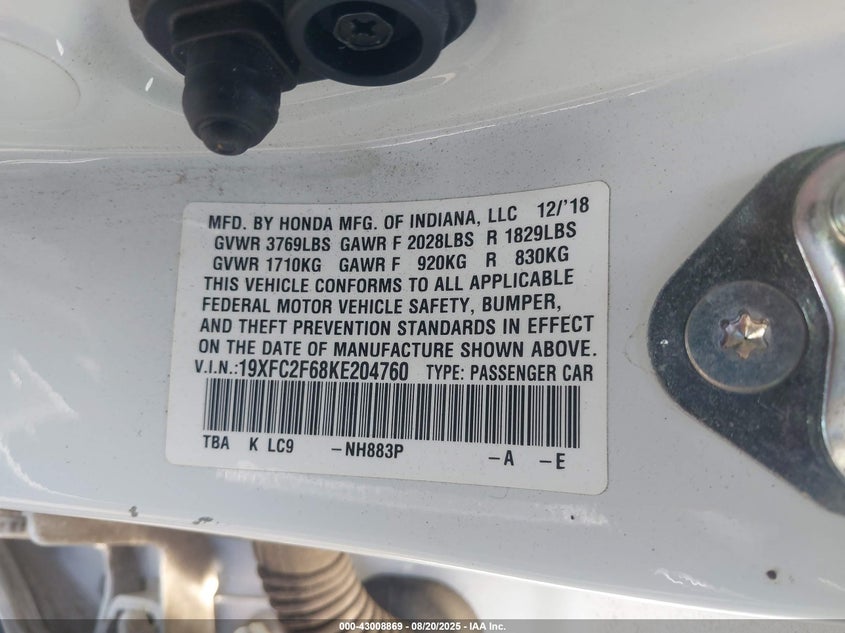 MFD. BY HONDA MFG. OF INDIANA, LLC 12/'18
GVWR 3769LBS GAWR F 2028LBS R 1829LBS
GVWR 1710KG GAWR F 920KG R 830KG
THIS VEHICLE CONFORMS TO ALL APPLICABLE
FEDERAL MOTOR VEHICLE SAFETY, BUMPER,
AND THEFT PREVENTION STANDARDS IN EFFECT
ON THE DATE OF MANUFACTURE SHOWN ABOVE.
V.I.N.:19XFC2F68KE204760 TYPE: PASSENGER CAR
TBA K LC9 –NH883P –A –E
000-43008869 - 08/20/2025 - IAA Inc.